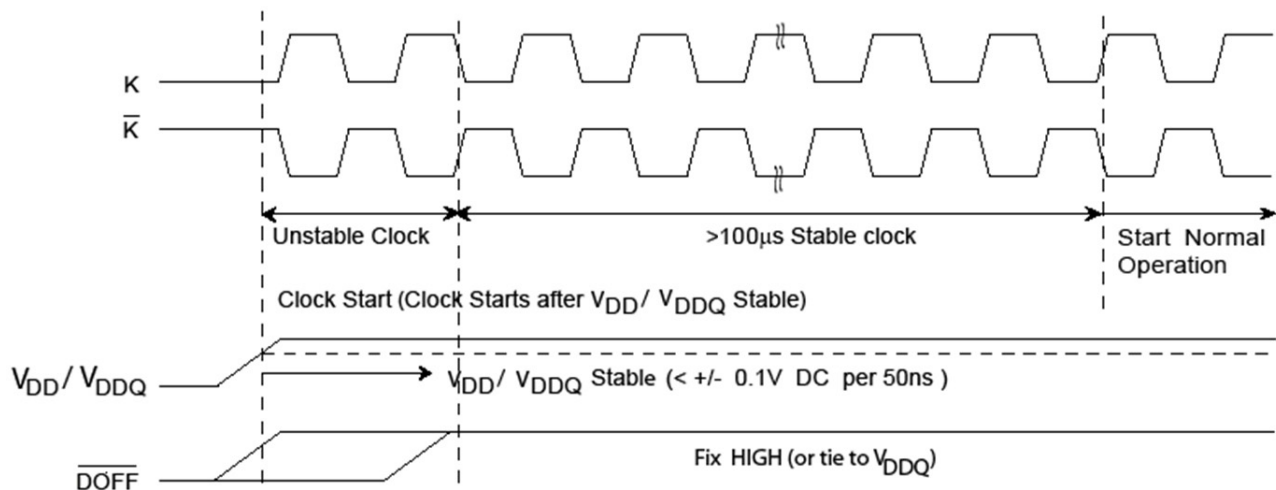 K
K̅
Unstable Clock
>100μs Stable clock
Start Normal
Operation
Clock Start (Clock Starts after VDD/ VDDQ Stable)
VDD/ VDDQ
VDD/ VDDQ Stable (< +/- 0.1V DC per 50ns )
D̅O̅F̅F̅
Fix HIGH (or tie to VDDQ)